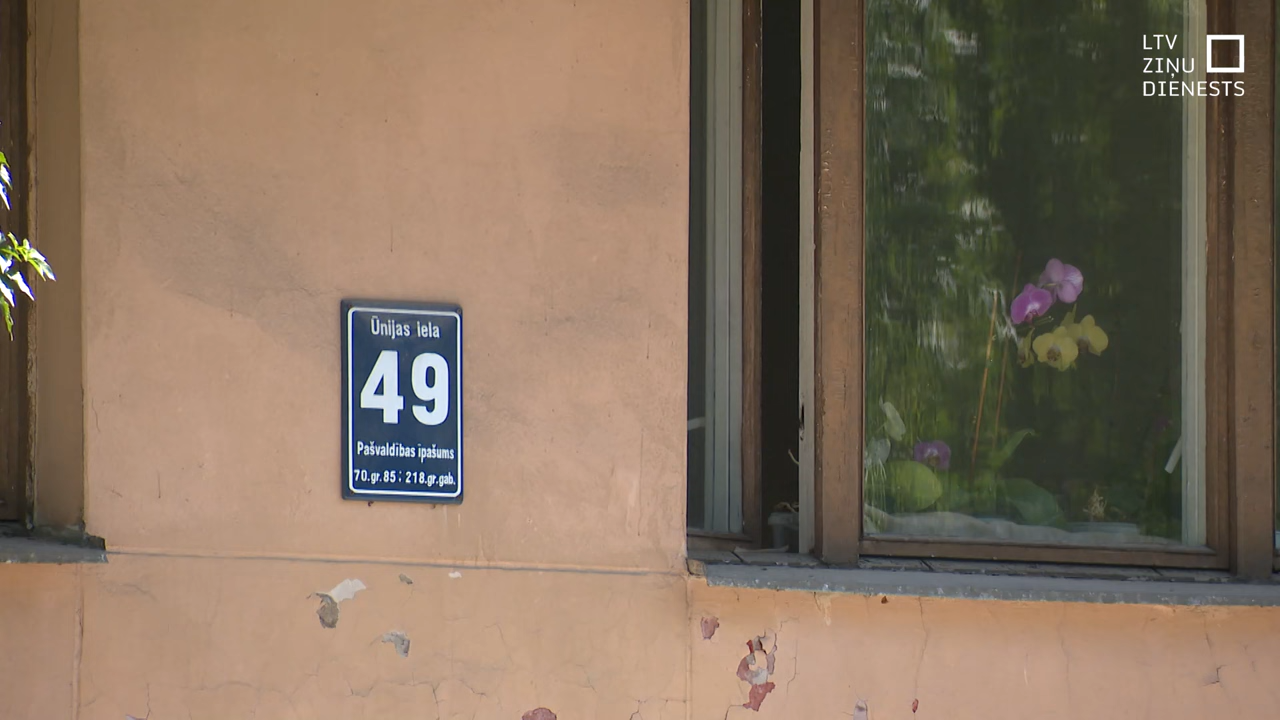 LTV
ZIŅU
DIENESTS
Ūnijas iela
49
Pašvaldības īpašums
70.gr.85 : 218.gr.gab.